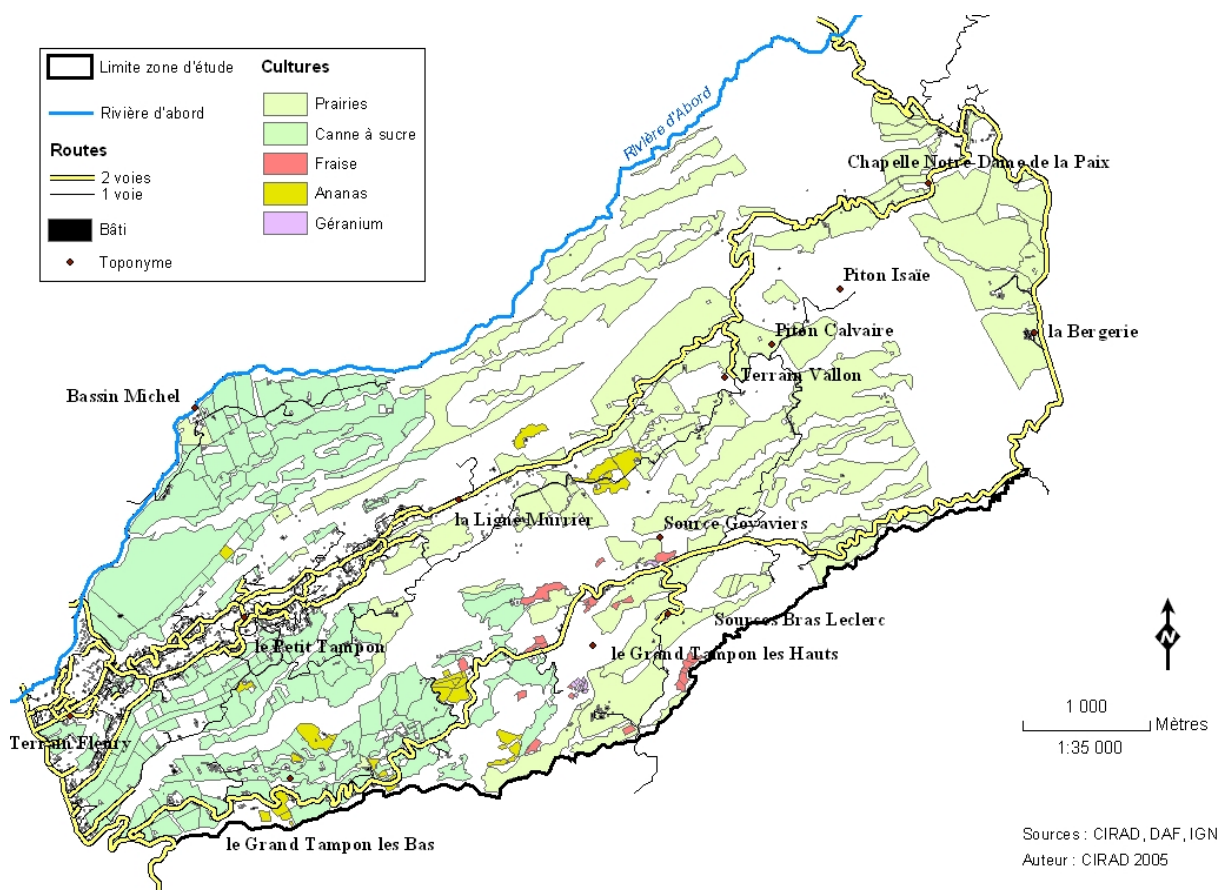 Limite zone d'étude
Rivière d'abord
Routes
2 voies
1 voie
Bâti
Toponyme
Cultures
Prairies
Canne à sucre
Fraise
Ananas
Géranium
Rivière d'Abord
Chapelle Notre-Dame de la Paix
Piton Isaïe
Piton Calvaire
la Bergerie
Terrain Vallon
Bassin Michel
la Ligne Murrier
Source Govaviers
Sources Bras Leclerc
le Petit Tampon
le Grand Tampon les Hauts
Terrain Fleury
le Grand Tampon les Bas
N
1 000
Mètres
1:35 000
Sources : CIRAD, DAF, IGN
Auteur : CIRAD 2005